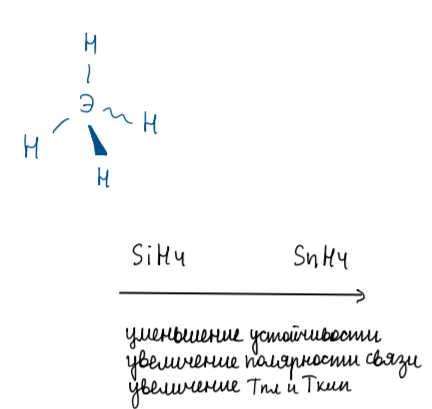 H
Э
H
H
H
SiH4 SnH4
уменьшение устойчивости
увеличение полярности связи
увеличение Тпл и Ткип